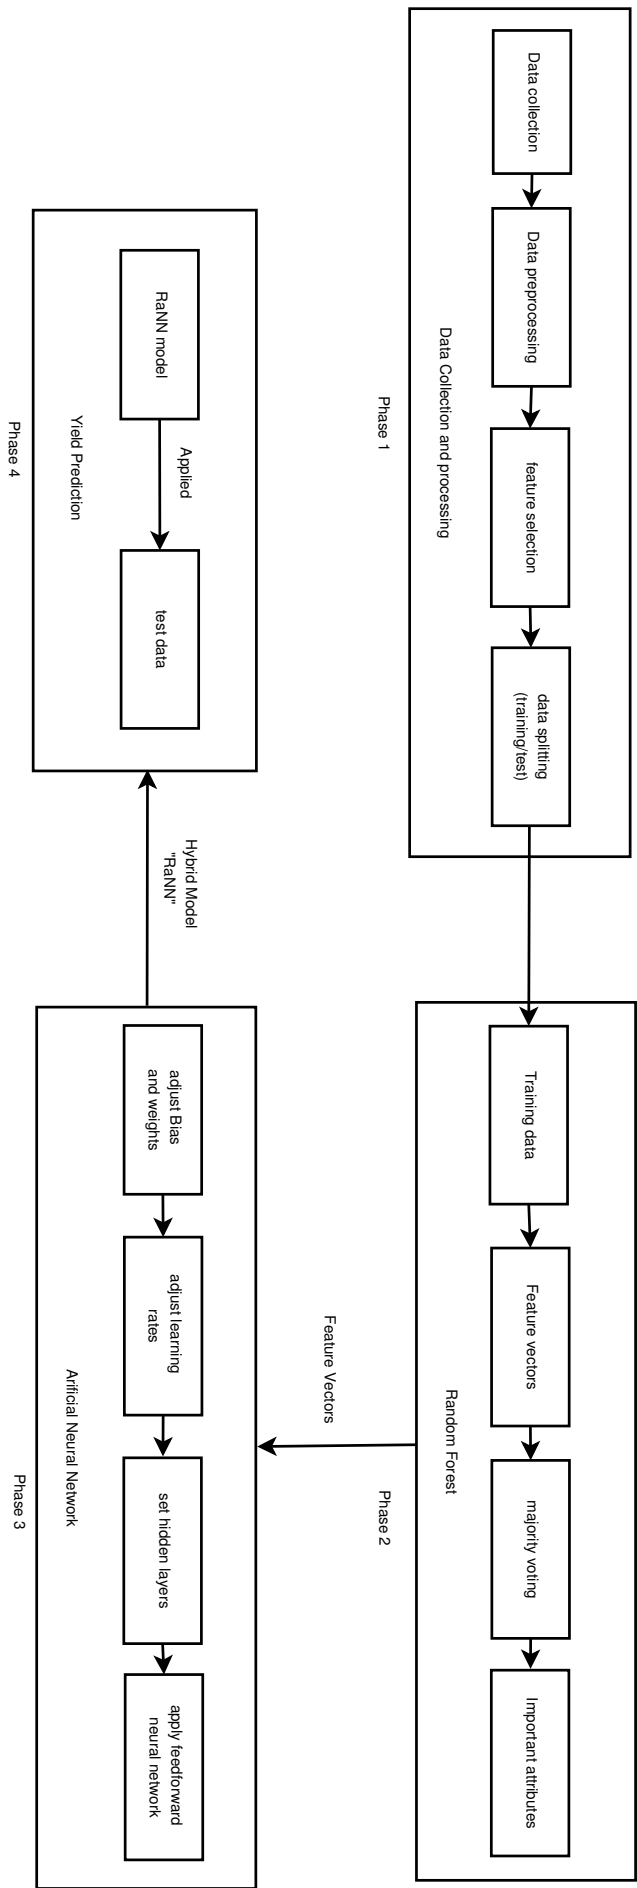 Data collection
Data preprocessing
feature selection
data splitting
(training/test)
Data Collection and processing
Phase 1
Training data
Feature vectors
majority voting
Important attributes
Random Forest
Phase 2
Feature Vectors
adjust Bias
and weights
adjust learning
rates
set hidden layers
apply feedforward
neural network
Arificial Neural Network
Phase 3
Hybrid Model
"RaNN"
RaNN model
Applied
test data
Yield Prediction
Phase 4